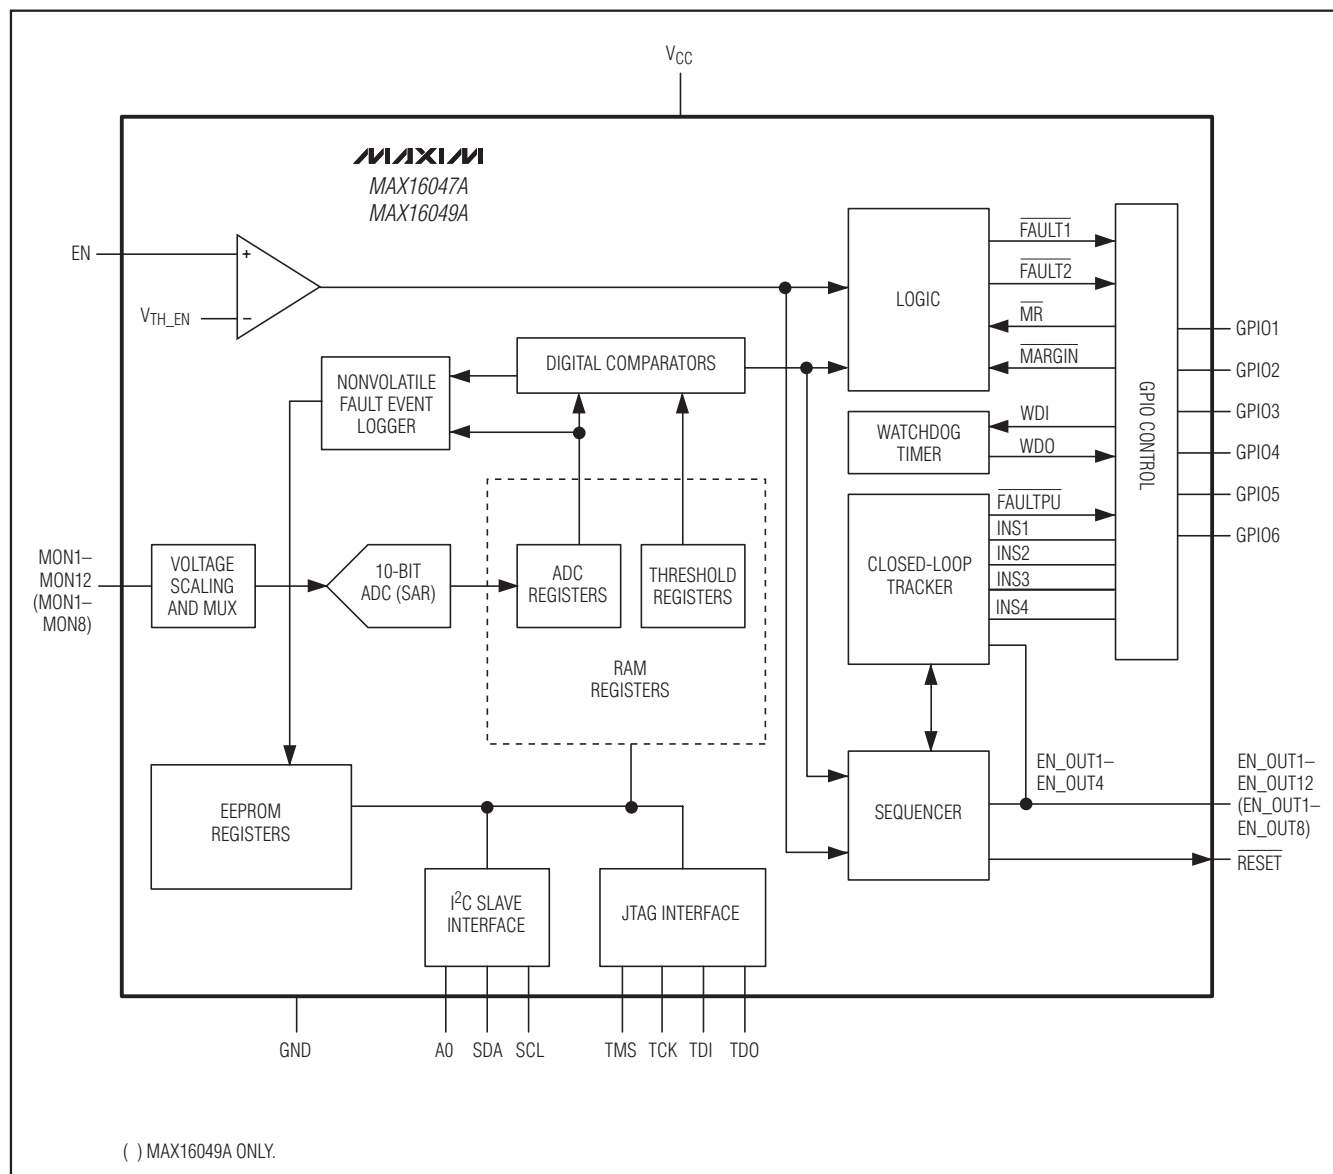 VCC
MAXIM
MAX16047A
MAX16049A
EN
+
VTH_EN
−
LOGIC
FAULT1
FAULT2
MR
MARGIN
GPIO CONTROL
GPIO1
GPIO2
GPIO3
GPIO4
GPIO5
GPIO6
DIGITAL COMPARATORS
NONVOLATILE
FAULT EVENT
LOGGER
WATCHDOG
TIMER
WDI
WDO
CLOSED-LOOP
TRACKER
FAULTPU
INS1
INS2
INS3
INS4
MON1–
MON12
(MON1–
MON8)
VOLTAGE
SCALING
AND MUX
10-BIT
ADC (SAR)
ADC
REGISTERS
THRESHOLD
REGISTERS
RAM
REGISTERS
EEPROM
REGISTERS
SEQUENCER
EN_OUT1–
EN_OUT4
EN_OUT1–
EN_OUT12
(EN_OUT1–
EN_OUT8)
RESET
I2C SLAVE
INTERFACE
JTAG INTERFACE
GND
A0
SDA
SCL
TMS
TCK
TDI
TDO
( ) MAX16049A ONLY.